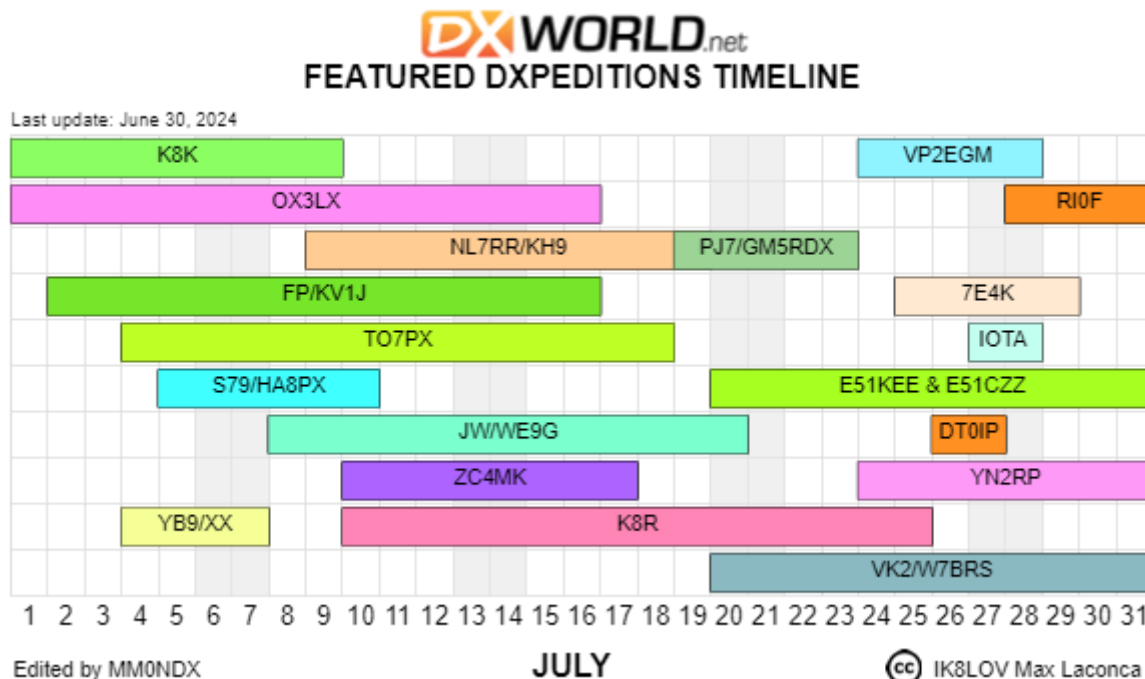 DX WORLD.net
FEATURED DXPEDITIONS TIMELINE
Last update: June 30, 2024
K8K VP2EGM
OX3LX RI0F
NL7RR/KH9 PJ7/GM5RDX
FP/KV1J 7E4K
TO7PX IOTA
S79/HA8PX E51KEE & E51CZZ
JW/WE9G DT0IP
ZC4MK YN2RP
YB9/XX K8R
VK2/W7BRS
1 2 3 4 5 6 7 8 9 10 11 12 13 14 15 16 17 18 19 20 21 22 23 24 25 26 27 28 29 30 31
Edited by MM0NDX JULY cc IK8LOV Max Laconca